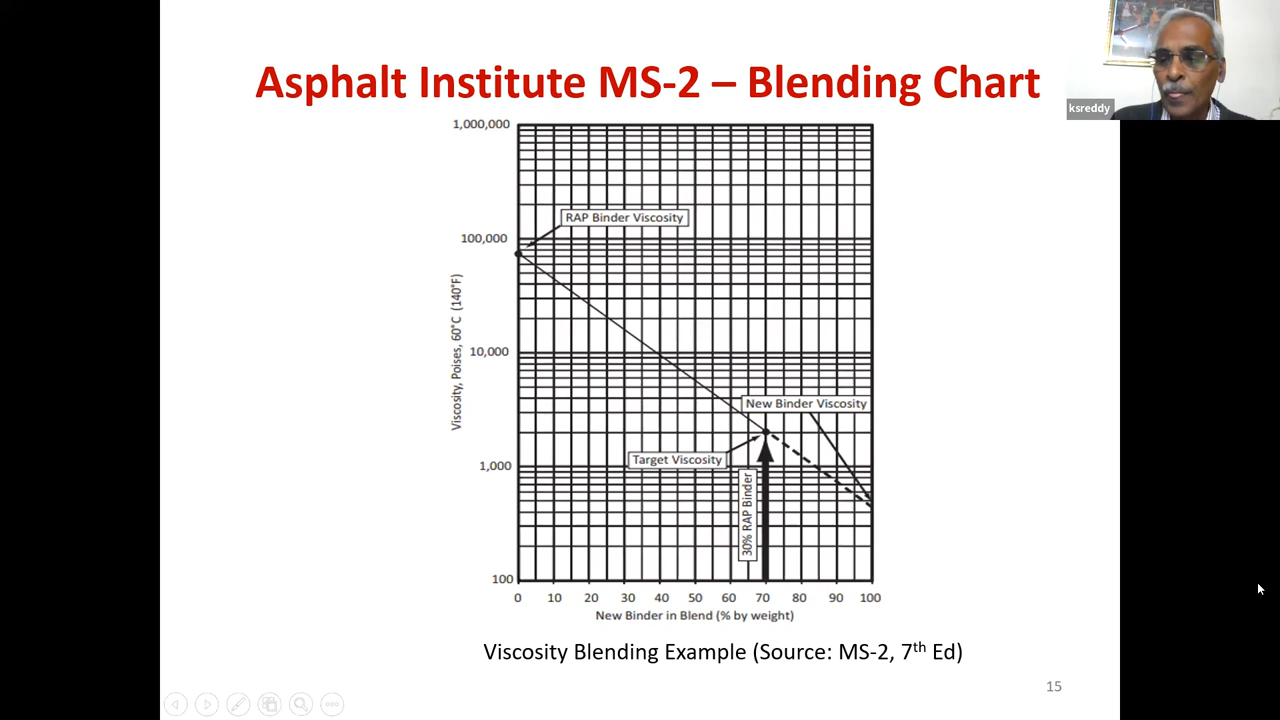 Asphalt Institute MS-2 – Blending Chart
ksreddy
1,000,000
100,000
10,000
1,000
100
Viscosity, Poises, 60°C (140°F)
RAP Binder Viscosity
New Binder Viscosity
Target Viscosity
30% RAP Binder
0 10 20 30 40 50 60 70 80 90 100
New Binder in Blend (% by weight)
Viscosity Blending Example (Source: MS-2, 7th Ed)
15